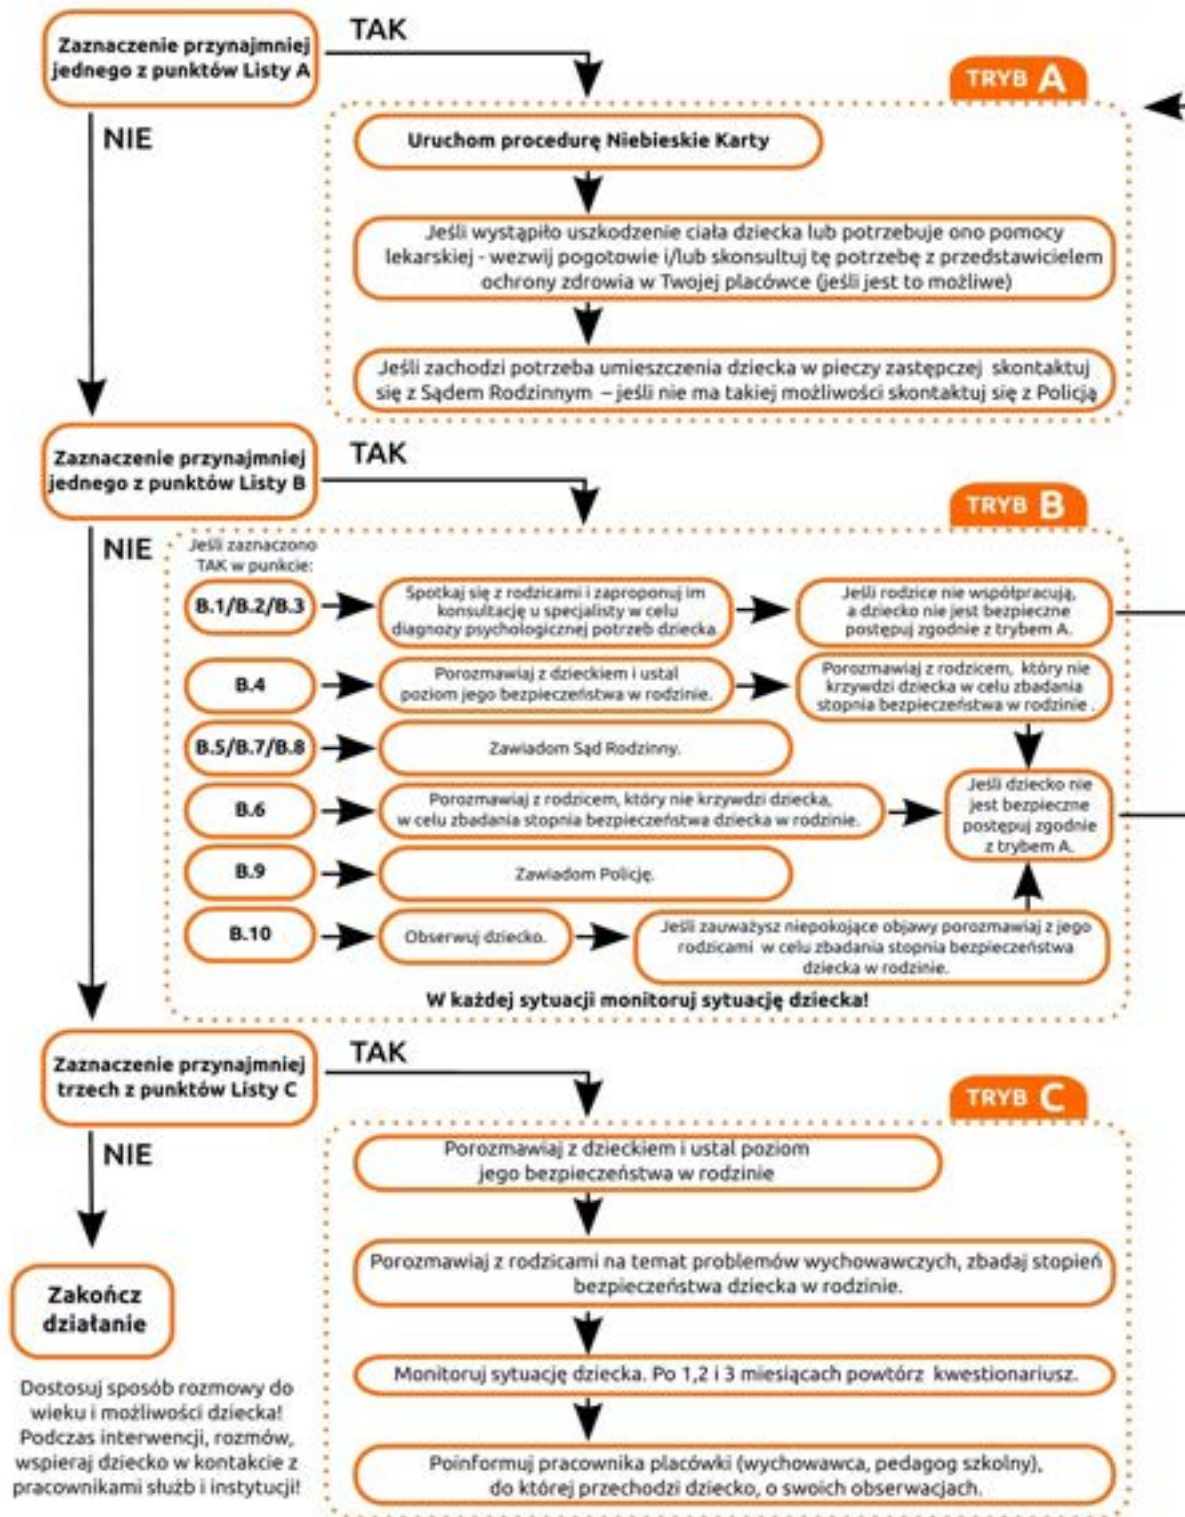 Zaznaczenie przynajmniej
jednego z punktów Listy A
TAK
NIE
TRYB A
Uruchom procedurę Niebieskie Karty
Jeśli wystąpiło uszkodzenie ciała dziecka lub potrzebuje ono pomocy
lekarskiej - wezwij pogotowie i/lub skonsultuj tę potrzebę z przedstawicielem
ochrony zdrowia w Twojej placówce (jeśli jest to możliwe)
Jeśli zachodzi potrzeba umieszczenia dziecka w pieczy zastępczej skontaktuj
się z Sądem Rodzinnym – jeśli nie ma takiej możliwości skontaktuj się z Policją
Zaznaczenie przynajmniej
jednego z punktów Listy B
TAK
NIE
TRYB B
Jeśli zaznaczono
TAK w punkcie:
B.1/B.2/B.3
Spotkaj się z rodzicami i zaproponuj im
konsultację u specjalisty w celu
diagnozy psychologicznej potrzeb dziecka.
Jeśli rodzice nie współpracują,
a dziecko nie jest bezpieczne
postępuj zgodnie z trybem A.
B.4
Porozmawiaj z dzieckiem i ustal
poziom jego bezpieczeństwa w rodzinie.
Porozmawiaj z rodzicem, który nie
krzywdzi dziecka w celu zbadania
stopnia bezpieczeństwa w rodzinie .
B.5/B.7/B.8
Zawiadom Sąd Rodzinny.
B.6
Porozmawiaj z rodzicem, który nie krzywdzi dziecka,
w celu zbadania stopnia bezpieczeństwa dziecka w rodzinie.
Jeśli dziecko nie
jest bezpieczne
postępuj zgodnie
z trybem A.
B.9
Zawiadom Policję.
B.10
Obserwuj dziecko.
Jeśli zauważysz niepokojące objawy porozmawiaj z jego
rodzicami w celu zbadania stopnia bezpieczeństwa
dziecka w rodzinie.
W każdej sytuacji monitoruj sytuację dziecka!
Zaznaczenie przynajmniej
trzech z punktów Listy C
TAK
NIE
TRYB C
Porozmawiaj z dzieckiem i ustal poziom
jego bezpieczeństwa w rodzinie
Porozmawiaj z rodzicami na temat problemów wychowawczych, zbadaj stopień
bezpieczeństwa dziecka w rodzinie.
Monitoruj sytuację dziecka. Po 1,2 i 3 miesiącach powtórz kwestionariusz.
Poinformuj pracownika placówki (wychowawca, pedagog szkolny),
do której przechodzi dziecko, o swoich obserwacjach.
Zakończ
działanie
Dostosuj sposób rozmowy do
wieku i możliwości dziecka!
Podczas interwencji, rozmów,
wspieraj dziecko w kontakcie z
pracownikami służb i instytucji!